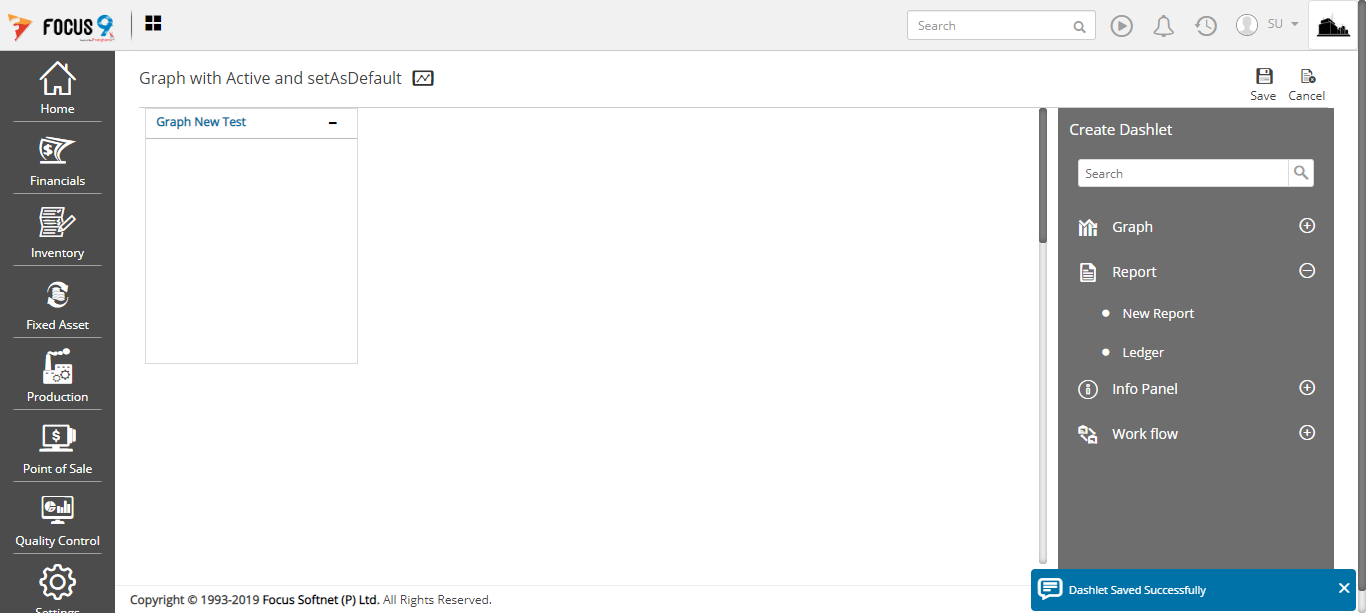 FOCUS 9
Search
SU
Home
Financials
Inventory
Fixed Asset
Production
Point of Sale
Quality Control
Settings
Graph with Active and setAsDefault
Save
Cancel
Graph New Test
Create Dashlet
Search
Graph
Report
New Report
Ledger
Info Panel
Work flow
Dashlet Saved Successfully
Copyright © 1993-2019 Focus Softnet (P) Ltd. All Rights Reserved.